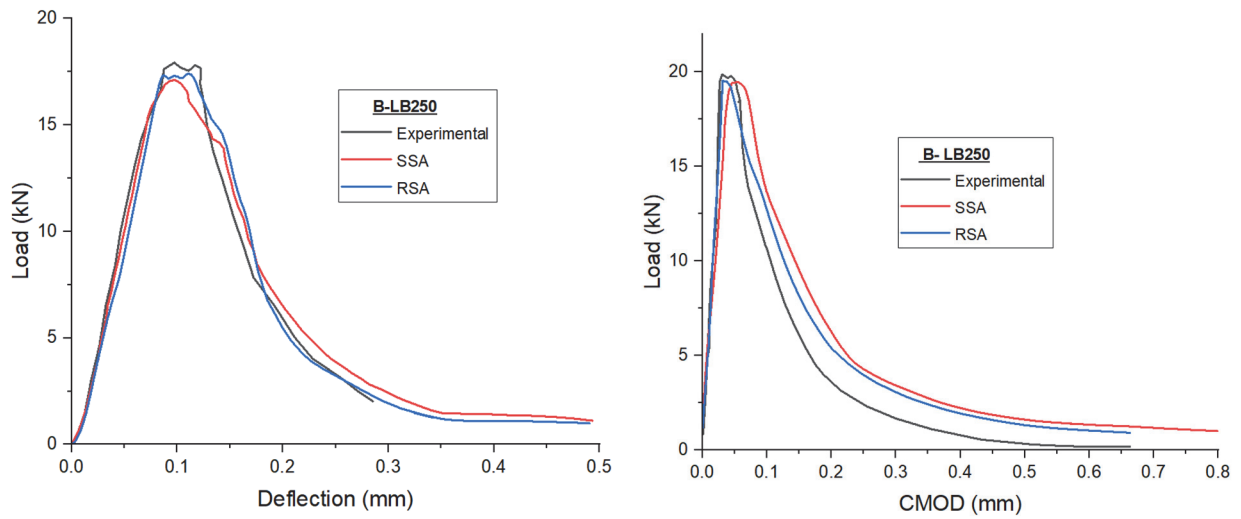 20
15
10
5
0
Load (kN)
B-LB250
Experimental
SSA
RSA
0.0 0.1 0.2 0.3 0.4 0.5
Deflection (mm)
20
15
10
5
0
Load (kN)
B- LB250
Experimental
SSA
RSA
0.0 0.1 0.2 0.3 0.4 0.5 0.6 0.7 0.8
CMOD (mm)